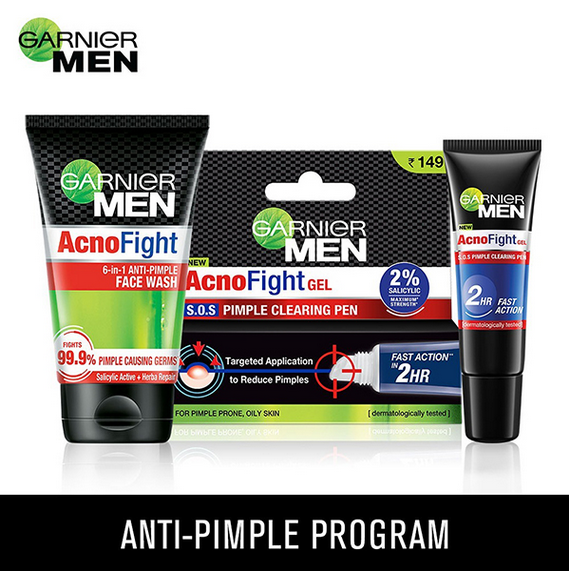 GARNIER
MEN
GARNIER
MEN
AcnoFight
6-in-1 ANTI-PIMPLE
FACE WASH
FIGHTS
99.9% PIMPLE CAUSING GERMS
Salicylic Active + Herba Repair
₹ 149
GARNIER
MEN
NEW
AcnoFight GEL
S.O.S PIMPLE CLEARING PEN
2%
SALICYLIC
MAXIMUM
STRENGTH*
Targeted Application
to Reduce Pimples
FAST ACTION**
IN 2HR
FOR PIMPLE PRONE, OILY SKIN
[ dermatologically tested ]
GARNIER
MEN
NEW
AcnoFight GEL
S.O.S PIMPLE CLEARING PEN
2HR FAST
ACTION
[dermatologically tested]
ANTI-PIMPLE PROGRAM